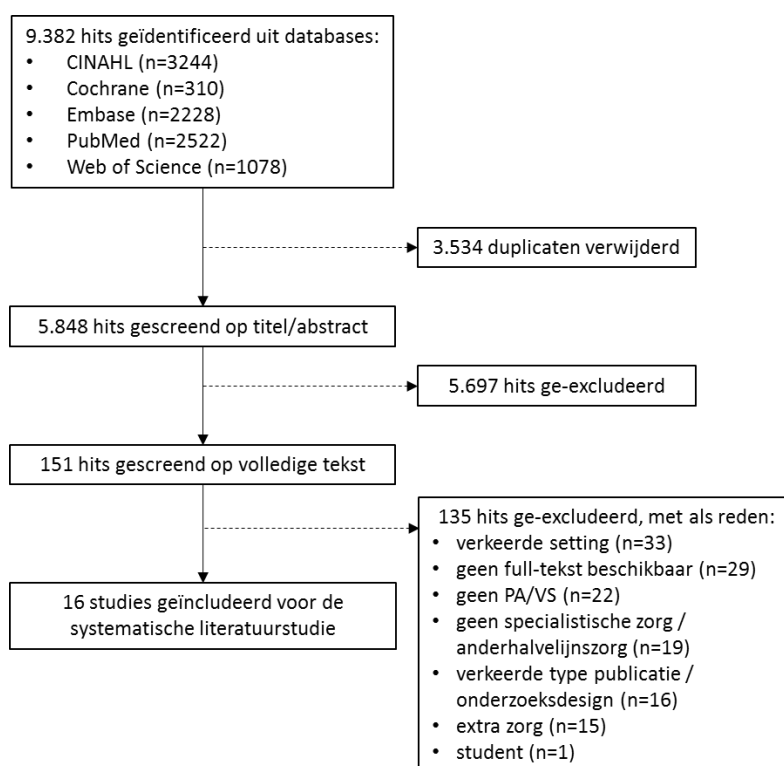 9.382 hits geïdentificeerd uit databases:
• CINAHL (n=3244)
• Cochrane (n=310)
• Embase (n=2228)
• PubMed (n=2522)
• Web of Science (n=1078)
3.534 duplicaten verwijderd
5.848 hits gescreend op titel/abstract
5.697 hits ge-excludeerd
151 hits gescreend op volledige tekst
135 hits ge-excludeerd, met als reden:
• verkeerde setting (n=33)
• geen full-tekst beschikbaar (n=29)
• geen PA/VS (n=22)
• geen specialistische zorg /
anderhalvelijnszorg (n=19)
• verkeerde type publicatie /
onderzoeksdesign (n=16)
• extra zorg (n=15)
• student (n=1)
16 studies geïncludeerd voor de
systematische literatuurstudie